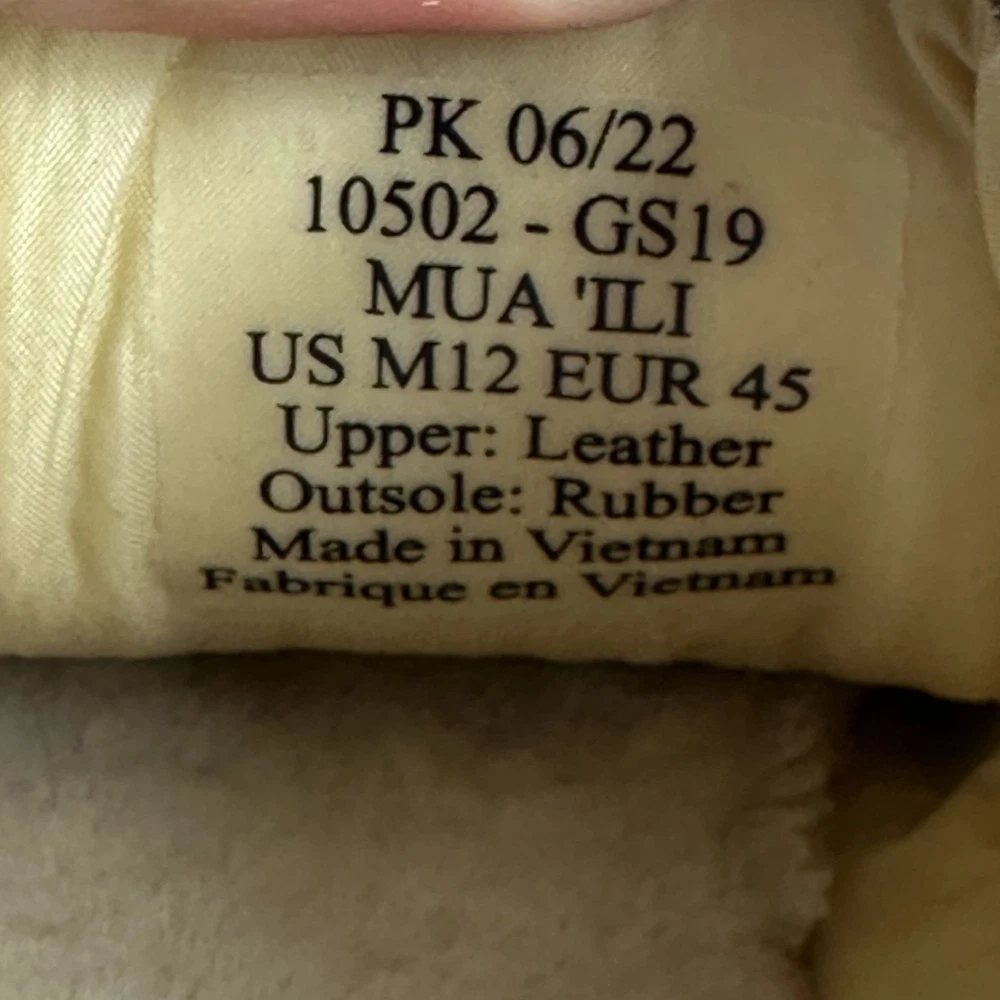 PK 06/22
10502 - GS19
MUA 'ILI
US M12 EUR 45
Upper: Leather
Outsole: Rubber
Made in Vietnam
Fabrique en Vietnam